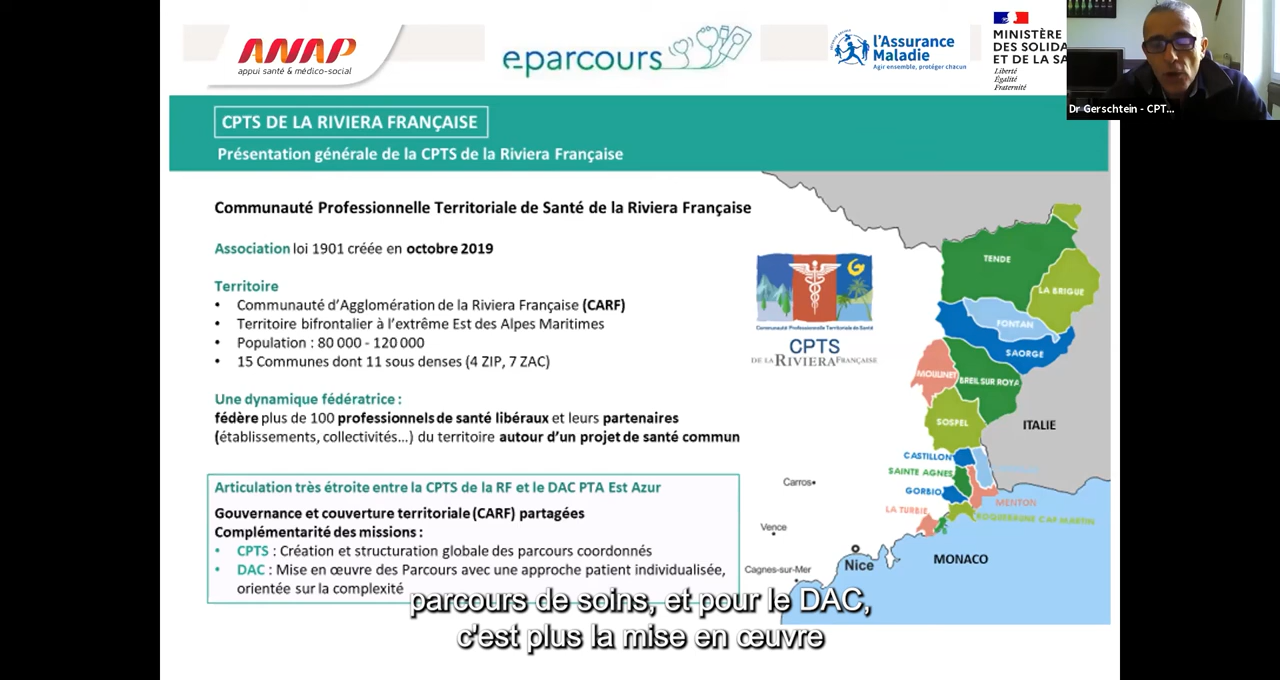 ANAP
appui santé & médico-social
eparcours
l'Assurance
Maladie
Agir ensemble, protéger chacun
MINISTÈRE
DES SOLIDA
ET DE LA SA
Liberté
Égalité
Fraternité
Dr Gerschtein - CPT...
CPTS DE LA RIVIERA FRANÇAISE
Présentation générale de la CPTS de la Riviera Française
Communauté Professionnelle Territoriale de Santé de la Riviera Française
Association loi 1901 créée en octobre 2019
Territoire
• Communauté d'Agglomération de la Riviera Française (CARF)
• Territoire bifrontalier à l'extrême Est des Alpes Maritimes
• Population : 80 000 - 120 000
• 15 Communes dont 11 sous denses (4 ZIP, 7 ZAC)
Une dynamique fédératrice :
fédère plus de 100 professionnels de santé libéraux et leurs partenaires
(établissements, collectivités...) du territoire autour d'un projet de santé commun
Articulation très étroite entre la CPTS de la RF et le DAC PTA Est Azur
Gouvernance et couverture territoriale (CARF) partagées
Complémentarité des missions :
• CPTS : Création et structuration globale des parcours coordonnés
• DAC : Mise en œuvre des Parcours avec une approche patient individualisée,
orientée sur la complexité
Communauté Professionnelle Territoriale de Santé
CPTS
DE LA RIVIERA FRANÇAISE
TENDE
LA BRIGUE
FONTAN
SAORGE
MOULINET
BREIL SUR ROYA
SOSPEL
ITALIE
CASTILLON
SAINTE AGNES
GORBIO
MENTON
LA TURBIE
ROQUEBRUNE CAP MARTIN
MONACO
Carros
Vence
Cagnes-sur-Mer
Nice
parcours de soins, et pour le DAC,
c'est plus la mise en œuvre